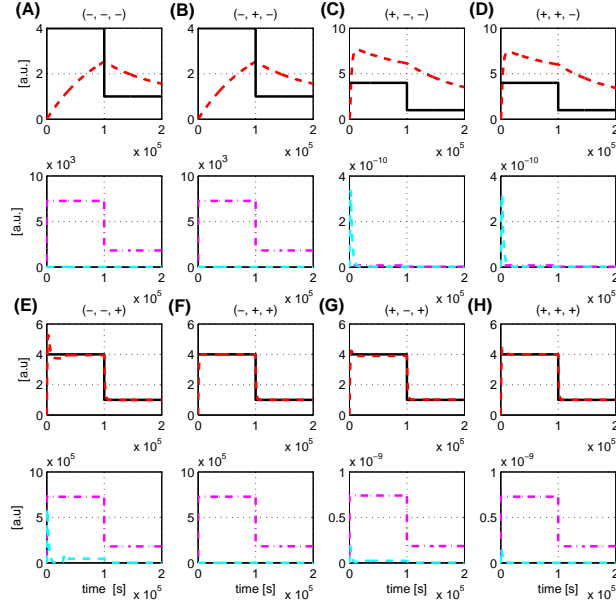 (A) (−, −, −) (B) (−, +, −) (C) (+, −, −) (D) (+, +, −)
[a.u.] 4 2 0 4 2 0 10 5 0 10 5 0
0 1 2 0 1 2 0 1 2 0 1 2
x 10^5 x 10^5 x 10^5 x 10^5
x 10^3 x 10^3 x 10^−10 x 10^−10
[a.u.] 10 5 0 10 5 0 4 2 0 4 2 0
0 1 2 0 1 2 0 1 2 0 1 2
x 10^5 x 10^5 x 10^5 x 10^5
(E) (−, −, +) (F) (−, +, +) (G) (+, −, +) (H) (+, +, +)
[a.u] 6 4 2 0 6 4 2 0 6 4 2 0 6 4 2 0
0 1 2 0 1 2 0 1 2 0 1 2
x 10^5 x 10^5 x 10^5 x 10^5
x 10^5 x 10^5 x 10^−9 x 10^−9
[a.u] 10 5 0 10 5 0 1 0.5 0 1 0.5 0
0 1 2 0 1 2 0 1 2 0 1 2
time [s] x 10^5 time [s] x 10^5 time [s] x 10^5 time [s] x 10^5